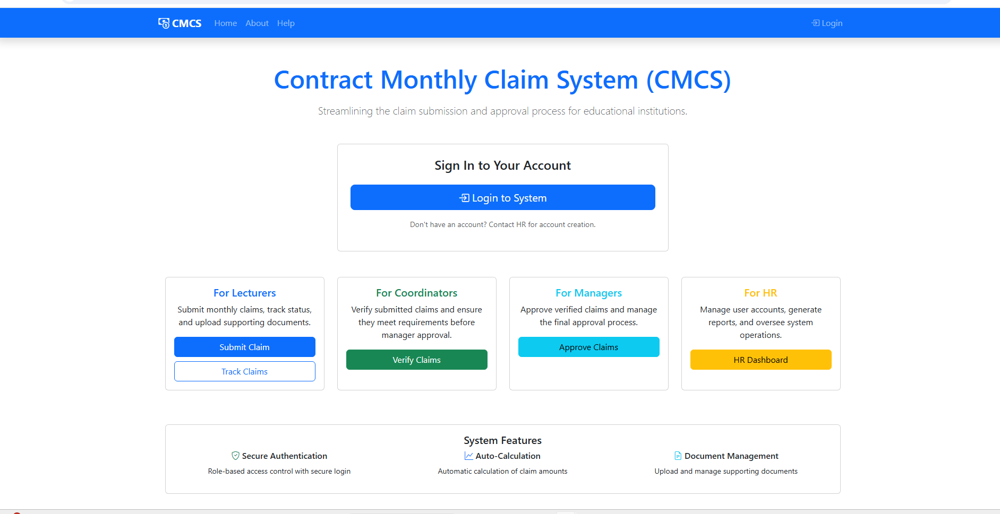 CMCS Home About Help Login
Contract Monthly Claim System (CMCS)
Streamlining the claim submission and approval process for educational institutions.
Sign In to Your Account
Login to System
Don't have an account? Contact HR for account creation.
For Lecturers
Submit monthly claims, track status,
and upload supporting documents.
Submit Claim
Track Claims
For Coordinators
Verify submitted claims and ensure
they meet requirements before
manager approval.
Verify Claims
For Managers
Approve verified claims and manage
the final approval process.
Approve Claims
For HR
Manage user accounts, generate
reports, and oversee system
operations.
HR Dashboard
System Features
Secure Authentication
Role-based access control with secure login
Auto-Calculation
Automatic calculation of claim amounts
Document Management
Upload and manage supporting documents